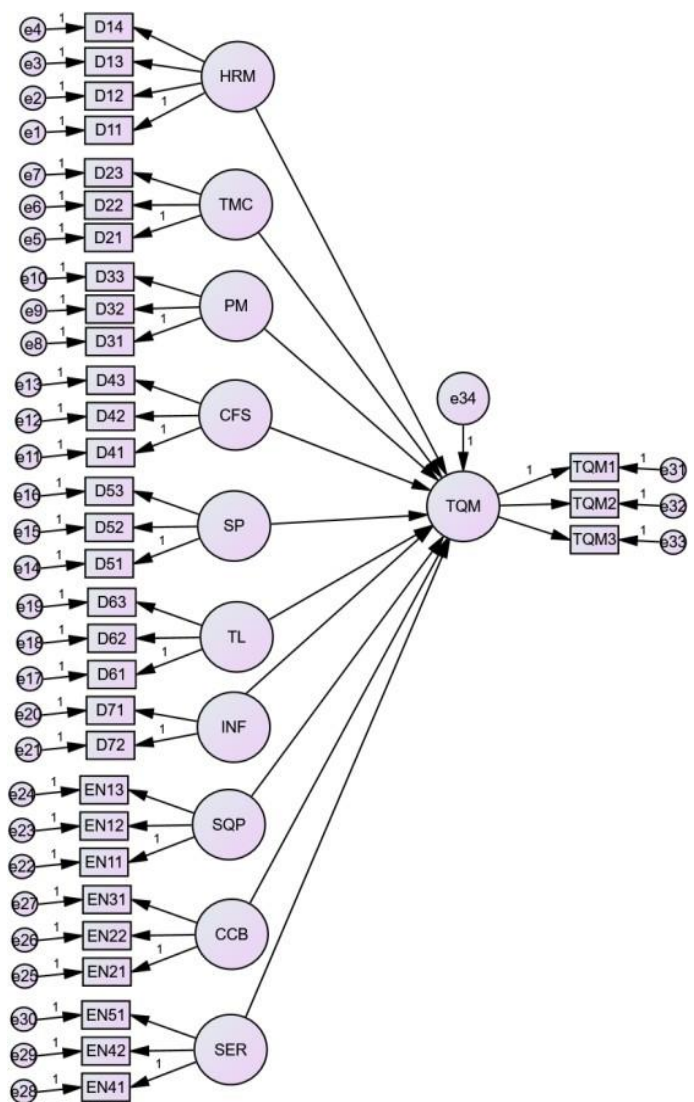 e4 1 D14
e3 1 D13
e2 1 D12
e1 1 D11
1
HRM
e7 1 D23
e6 1 D22
e5 1 D21
1
TMC
e10 1 D33
e9 1 D32
e8 1 D31
1
PM
e13 1 D43
e12 1 D42
e11 1 D41
1
CFS
e16 1 D53
e15 1 D52
e14 1 D51
1
SP
e19 1 D63
e18 1 D62
e17 1 D61
1
TL
e20 1 D71
e21 1 D72
1
INF
e24 1 EN13
e23 1 EN12
e22 1 EN11
1
SQP
e27 1 EN31
e26 1 EN22
e25 1 EN21
1
CCB
e30 1 EN51
e29 1 EN42
e28 1 EN41
1
SER
e34
1
TQM
1 TQM1 1 e31
TQM2 1 e32
TQM3 1 e33